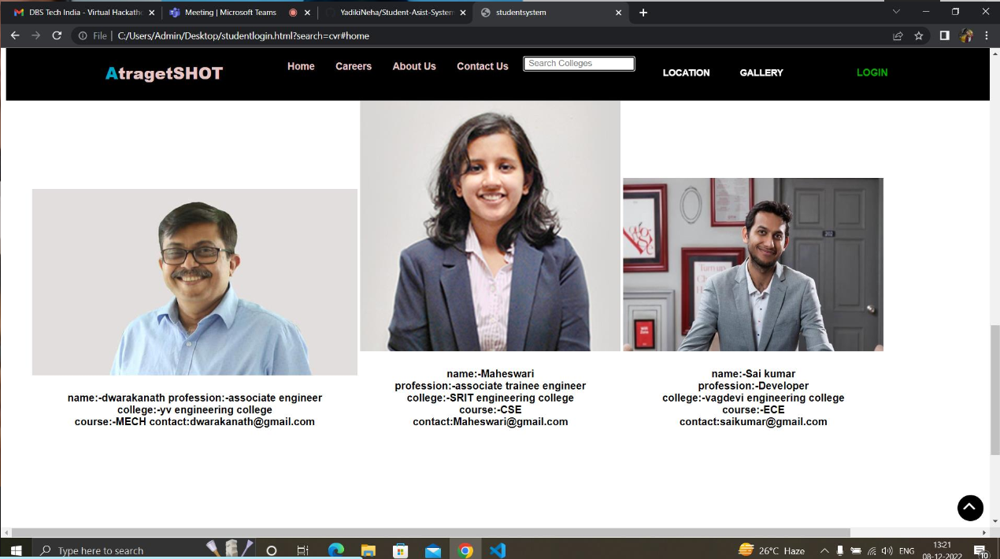 DBS Tech India - Virtual Hackatho
Meeting | Microsoft Teams
YadikiNeha/Student-Asist-System
studentsystem
File
C:/Users/Admin/Desktop/studentlogin.html?search=cvr#home
AtragetSHOT
Home
Careers
About Us
Contact Us
Search Colleges
LOCATION
GALLERY
LOGIN
202
name:-dwarakanath profession:-associate engineer
college:-yv engineering college
course:-MECH contact:dwarakanath@gmail.com
name:-Maheswari
profession:-associate trainee engineer
college:-SRIT engineering college
course:-CSE
contact:Maheswari@gmail.com
name:-Sai kumar
profession:-Developer
college:-vagdevi engineering college
course:-ECE
contact:saikumar@gmail.com
Type here to search
26°C Haze
ENG
13:21
08-12-2022
10